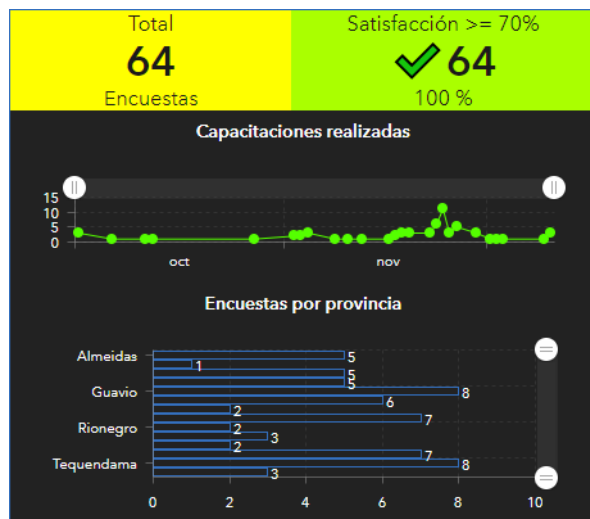 Total
64
Encuestas
Satisfacción >= 70%
64
100 %
Capacitaciones realizadas
15
10
5
0
oct
nov
Encuestas por provincia
Almeidas
5
1
5
5
Guavio
8
6
2
7
Rionegro
2
3
2
7
Tequendama
8
3
0
2
4
6
8
10